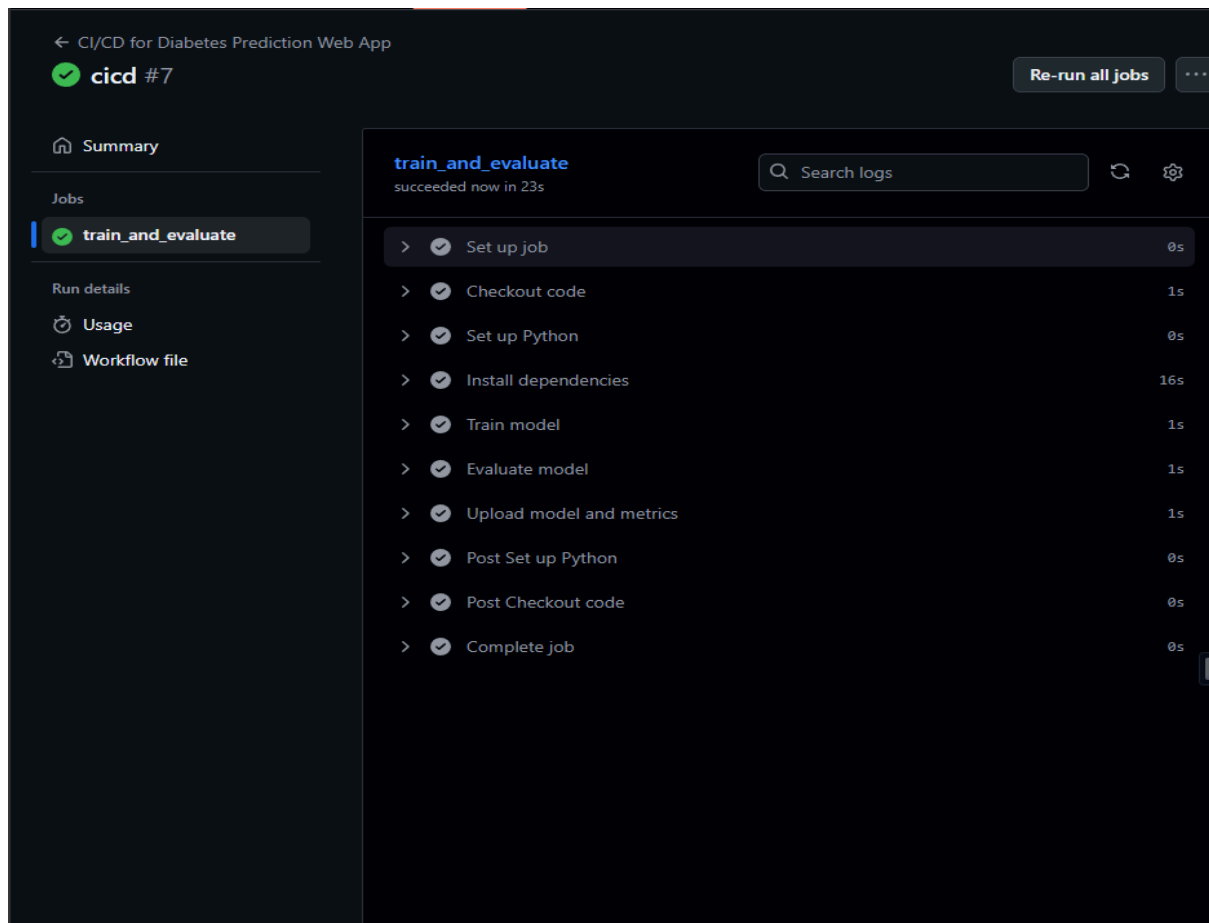 ← CI/CD for Diabetes Prediction Web App
cicd #7
Re-run all jobs
...
Summary
Jobs
train_and_evaluate
Run details
Usage
Workflow file
train_and_evaluate
succeeded now in 23s
Search logs
Set up job 0s
Checkout code 1s
Set up Python 0s
Install dependencies 16s
Train model 1s
Evaluate model 1s
Upload model and metrics 1s
Post Set up Python 0s
Post Checkout code 0s
Complete job 0s